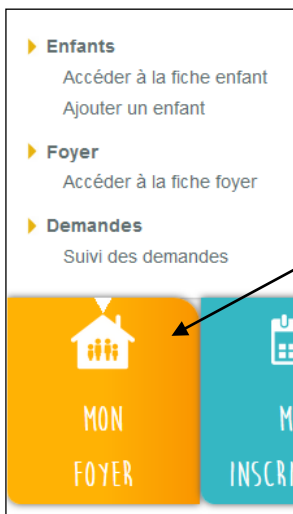 Enfants
Accéder à la fiche enfant
Ajouter un enfant
Foyer
Accéder à la fiche foyer
Demandes
Suivi des demandes
MON
FOYER